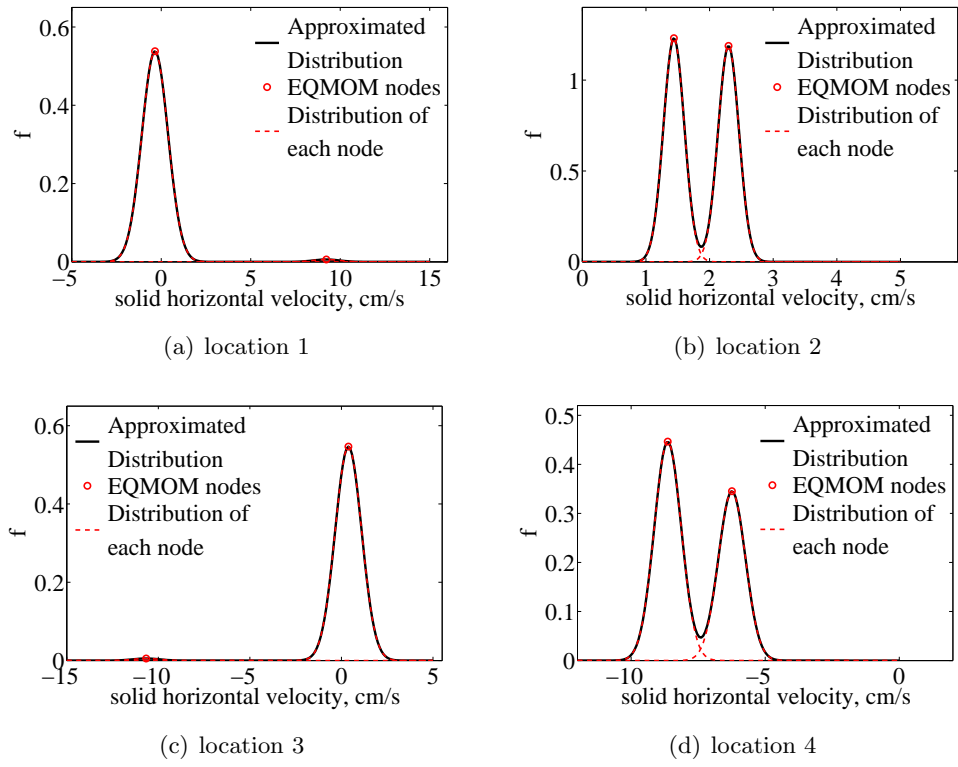 0.6
0.4
0.2
0
f
Approximated
Distribution
EQMOM nodes
Distribution of
each node
−5 0 5 10 15
solid horizontal velocity, cm/s
(a) location 1
1
0.5
0
f
Approximated
Distribution
EQMOM nodes
Distribution of
each node
0 1 2 3 4 5
solid horizontal velocity, cm/s
(b) location 2
0.6
0.4
0.2
0
f
Approximated
Distribution
EQMOM nodes
Distribution of
each node
−15 −10 −5 0 5
solid horizontal velocity, cm/s
(c) location 3
0.5
0.4
0.3
0.2
0.1
0
f
Approximated
Distribution
EQMOM nodes
Distribution of
each node
−10 −5 0
solid horizontal velocity, cm/s
(d) location 4